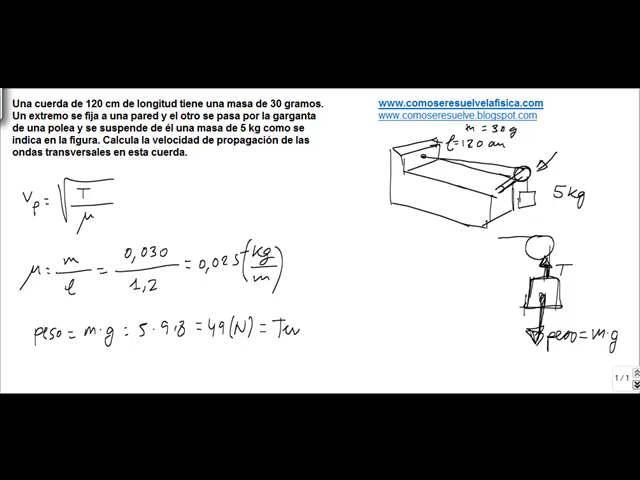 Una cuerda de 120 cm de longitud tiene una masa de 30 gramos.
Un extremo se fija a una pared y el otro se pasa por la garganta
de una polea y se suspende de él una masa de 5 kg como se
indica en la figura. Calcula la velocidad de propagación de las
ondas transversales en esta cuerda.
www.comoseresuelvelafisica.com
www.comoseresuelve.blogspot.com
m = 30 g
l = 120 cm
5 kg
Vp = √(T/μ)
μ = m/l = 0,030/1,2 = 0,025 (kg/m)
T
peso = m·g = 5 · 9,8 = 49 (N) = Ten
peso = m·g
1 / 1